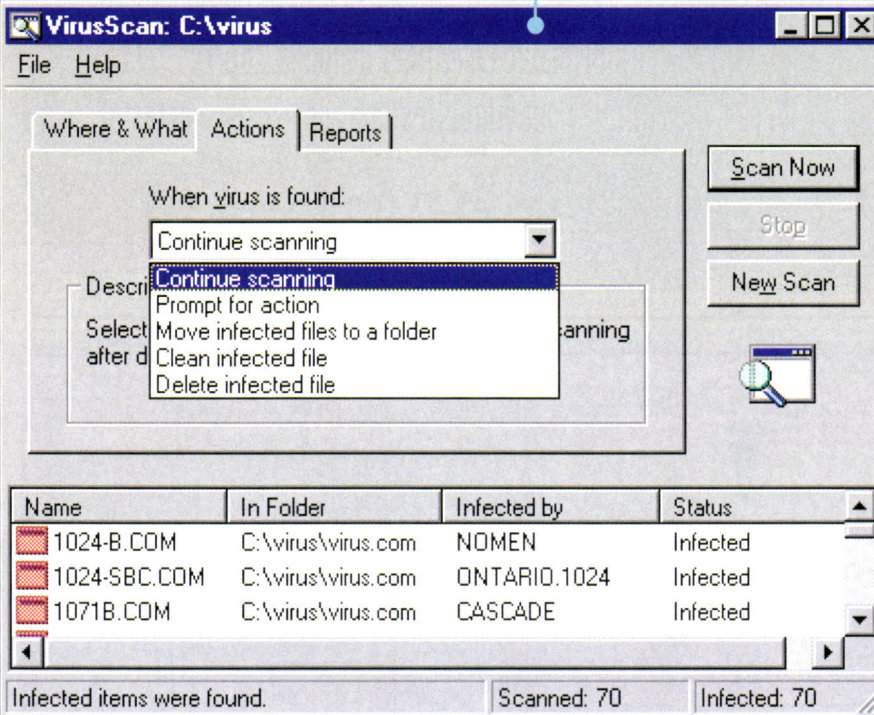 VirusScan: C:\virus
File Help
Where & What Actions Reports
When virus is found:
Continue scanning
Continue scanning
Prompt for action
Move infected files to a folder
Clean infected file
Delete infected file
Select
anning
after
Scan Now
Stop
New Scan
Name In Folder Infected by Status
1024-B.COM C:\virus\virus.com NOMEN Infected
1024-SBC.COM C:\virus\virus.com ONTARIO.1024 Infected
1071B.COM C:\virus\virus.com CASCADE Infected
Infected items were found. Scanned: 70 Infected: 70